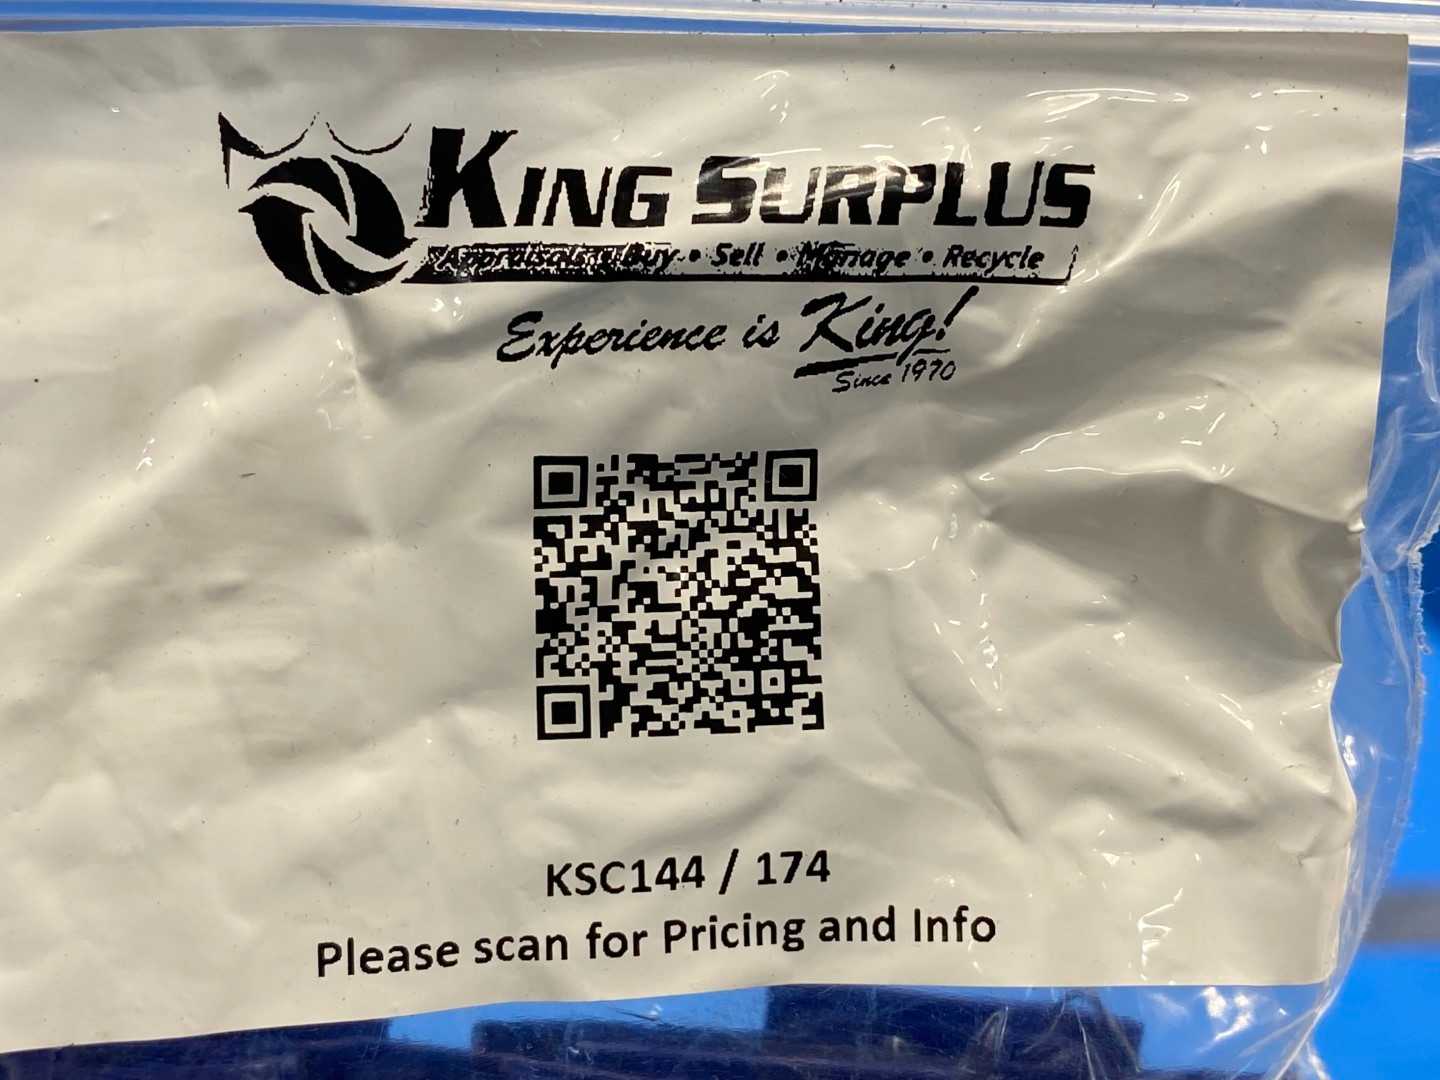 KING SURPLUS
Appraisals • Buy • Sell • Manage • Recycle
Experience is King!
Since 1970
KSC144 / 174
Please scan for Pricing and Info